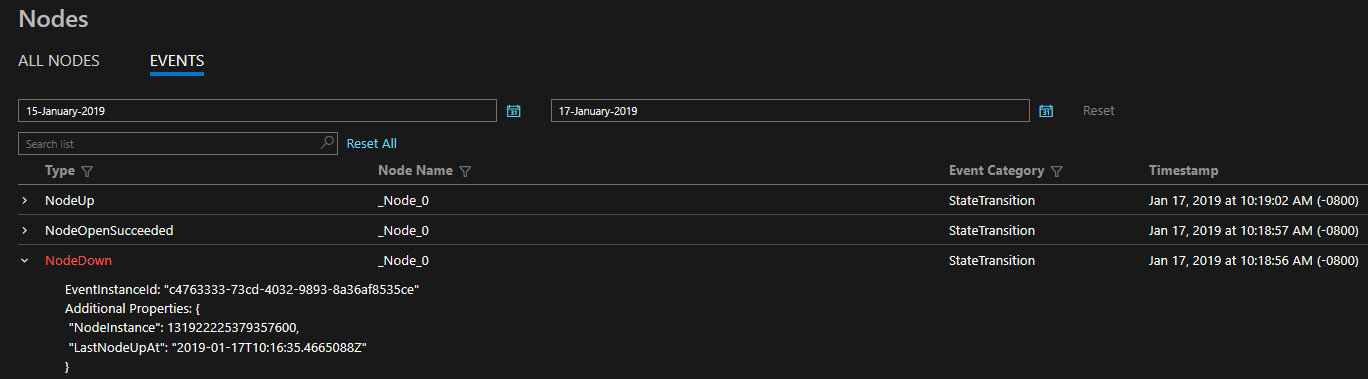 Nodes
ALL NODES EVENTS
15-January-2019 17-January-2019 Reset
Search list Reset All
Type Node Name Event Category Timestamp
NodeUp _Node_0 StateTransition Jan 17, 2019 at 10:19:02 AM (-0800)
NodeOpenSucceeded _Node_0 StateTransition Jan 17, 2019 at 10:18:57 AM (-0800)
NodeDown _Node_0 StateTransition Jan 17, 2019 at 10:18:56 AM (-0800)
EventInstanceId: "c4763333-73cd-4032-9893-8a36af8535ce"
Additional Properties: {
"NodeInstance": 131922225379357600,
"LastNodeUpAt": "2019-01-17T10:16:35.4665088Z"
}